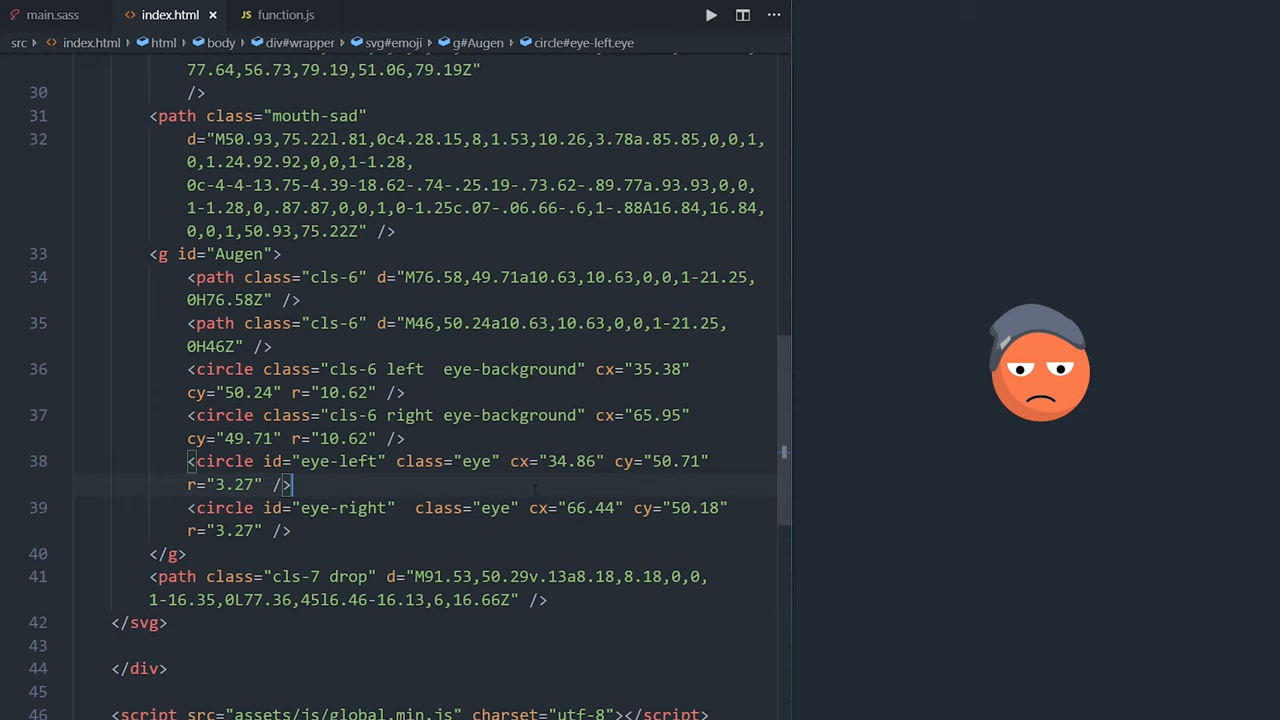 main.sass index.html × function.js
src > index.html > html > body > div#wrapper > svg#emoji > g#Augen > circle#eye-left.eye
77.64,56.73,79.19,51.06,79.19Z"
30 />
31 <path class="mouth-sad"
32 d="M50.93,75.22l.81,0c4.28.15,8,1.53,10.26,3.78a.85.85,0,0,1,
0,1.24.92.92,0,0,1-1.28,
0c-4-4-13.75-4.39-18.62-.74-.25.19-.73.62-.89.77a.93.93,0,0,
1-1.28,0,.87.87,0,0,1,0-1.25c.07-.06.66-.6,1-.88A16.84,16.84,
0,0,1,50.93,75.22Z" />
33 <g id="Augen">
34 <path class="cls-6" d="M76.58,49.71a10.63,10.63,0,0,1-21.25,
0H76.58Z" />
35 <path class="cls-6" d="M46,50.24a10.63,10.63,0,0,1-21.25,
0H46Z" />
36 <circle class="cls-6 left  eye-background" cx="35.38"
cy="50.24" r="10.62" />
37 <circle class="cls-6 right eye-background" cx="65.95"
cy="49.71" r="10.62" />
38 <circle id="eye-left" class="eye" cx="34.86" cy="50.71"
r="3.27" />
39 <circle id="eye-right"  class="eye" cx="66.44" cy="50.18"
r="3.27" />
40 </g>
41 <path class="cls-7 drop" d="M91.53,50.29v.13a8.18,8.18,0,0,
1-16.35,0L77.36,45l6.46-16.13,6,16.66Z" />
42 </svg>
43
44 </div>
45
46 <script src="assets/js/global.min.js" charset="utf-8"></script>